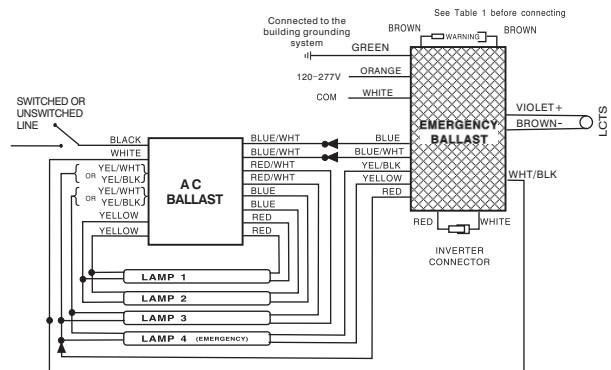 See Table 1 before connecting
Connected to the
building grounding
system
BROWN
WARNING
BROWN
GREEN
120-277V
ORANGE
COM
WHITE
VIOLET+
BROWN-
LCTS
EMERGENCY
BALLAST
SWITCHED OR
UNSWITCHED
LINE
BLACK
WHITE
YEL/WHT
OR
YEL/BLK
YEL/WHT
OR
YEL/BLK
YELLOW
YELLOW
AC
BALLAST
BLUE/WHT
BLUE/WHT
RED/WHT
RED/WHT
BLUE
BLUE
RED
RED
BLUE
BLUE/WHT
YEL/BLK
YELLOW
RED
WHT/BLK
RED
WHITE
INVERTER
CONNECTOR
LAMP 1
LAMP 2
LAMP 3
LAMP 4 (EMERGENCY)